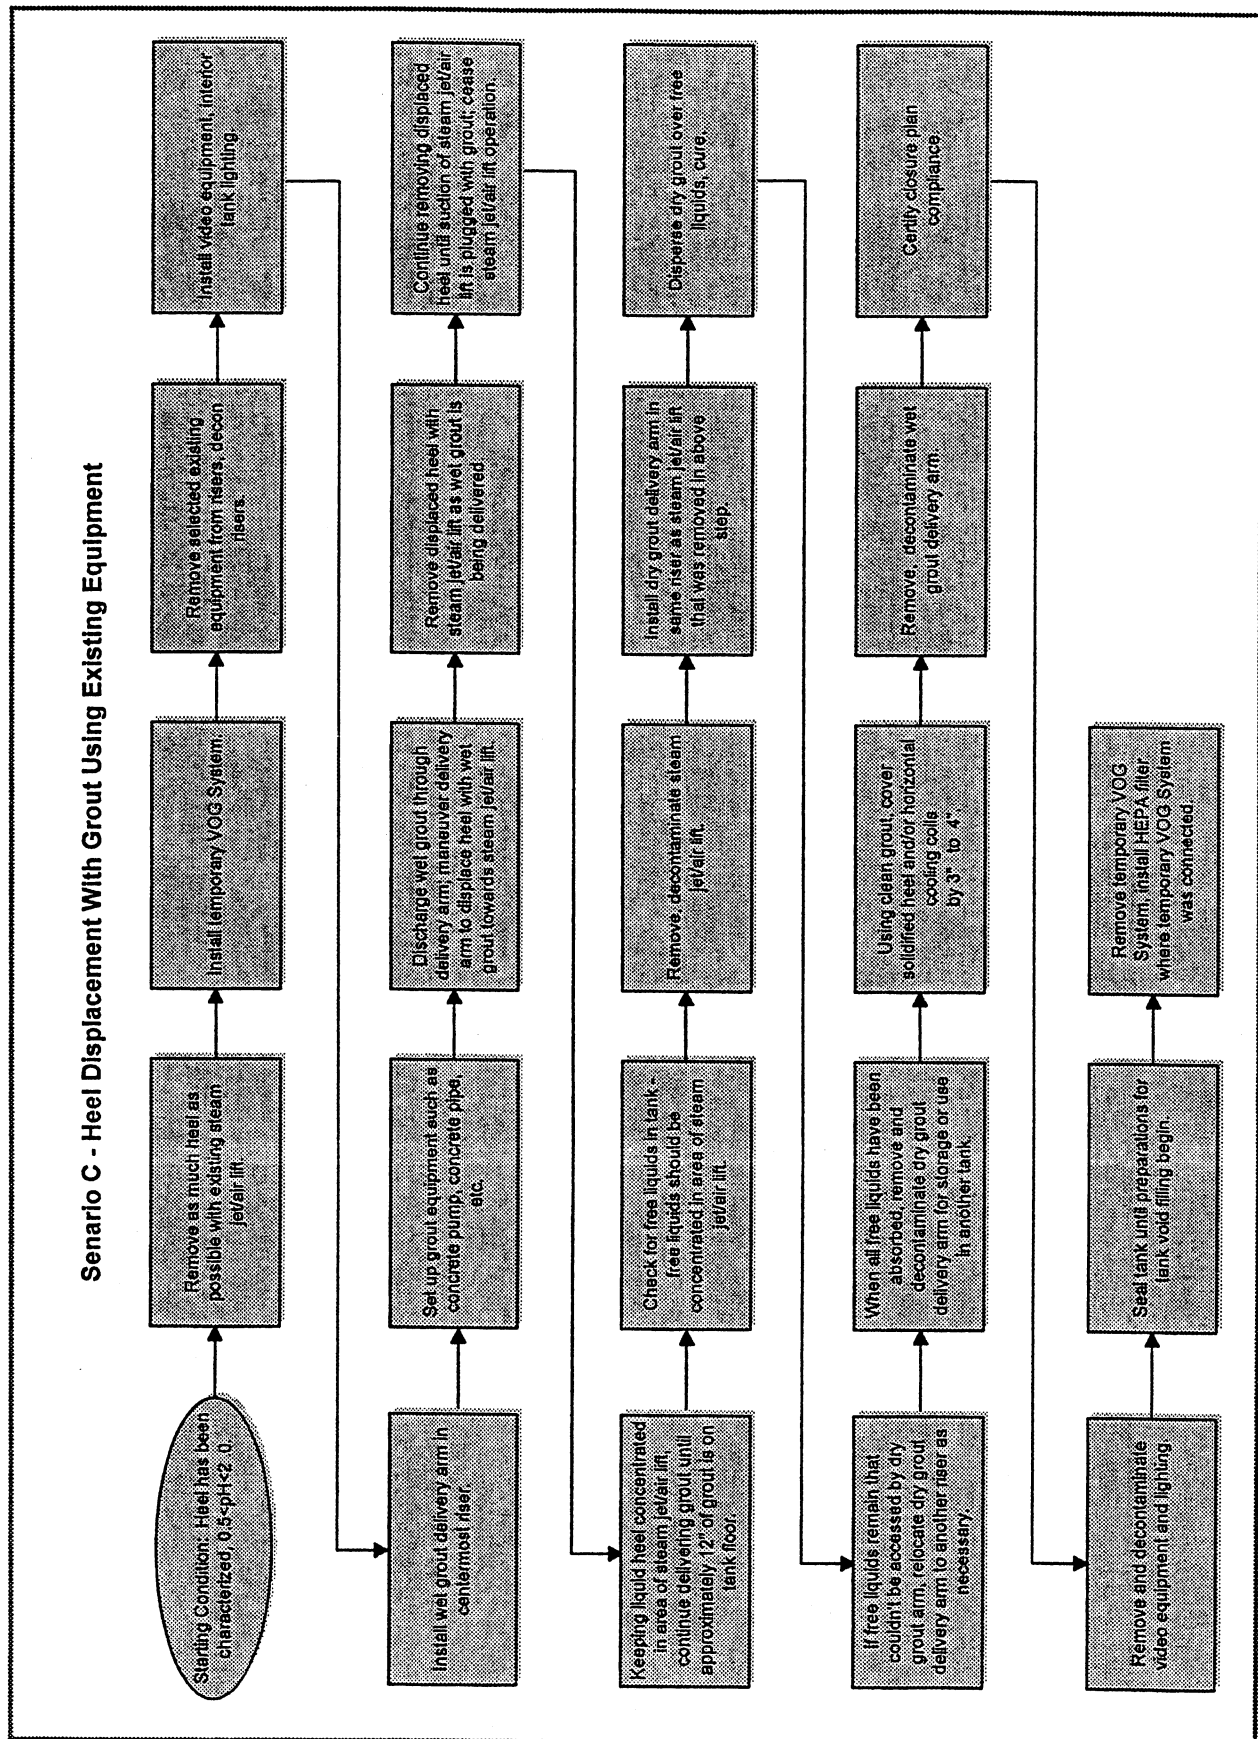 Senario C - Heel Displacement With Grout Using Existing Equipment
Starting Condition: Heel has been
characterized, 0.5<pH<2.0.
Remove as much heel as
possible with existing steam
jet/air lift.
Install temporary VOG System.
Remove selected existing
equipment from risers, decon
risers.
Install video equipment, interior
tank lighting
Install wet grout delivery arm in
centermost riser.
Set up grout equipment such as
concrete pump, concrete pipe,
etc.
Discharge wet grout through
delivery arm; maneuver delivery
arm to displace heel with wet
grout towards steam jet/air lift.
Remove displaced heel with
steam jet/air lift as wet grout is
being delivered.
Continue removing displaced
heel until suction of steam jet/air
lift is plugged with grout; cease
steam jet/air lift operation.
Keeping liquid heel concentrated
in area of steam jet/air lift,
continue delivering grout until
approximately 12" of grout is on
tank floor.
Check for free liquids in tank -
free liquids should be
concentrated in area of steam
jet/air lift.
Remove, decontaminate steam
jet/air lift.
Install dry grout delivery arm in
same riser as steam jet/air lift
that was removed in above
step.
Disperse dry grout over free
liquids, cure.
If free liquids remain that
couldn't be accessed by dry
grout arm, relocate dry grout
delivery arm to another riser as
necessary.
When all free liquids have been
absorbed, remove and
decontaminate dry grout
delivery arm for storage or use
in another tank.
Using clean grout, cover
solidified heel and/or horizontal
cooling coils
by 3" to 4".
Remove, decontaminate wet
grout delivery arm.
Certify closure plan
compliance.
Remove and decontaminate
video equipment and lighting.
Seal tank until preparations for
tank void filling begin.
Remove temporary VOG
System, install HEPA filter
where temporary VOG System
was connected.